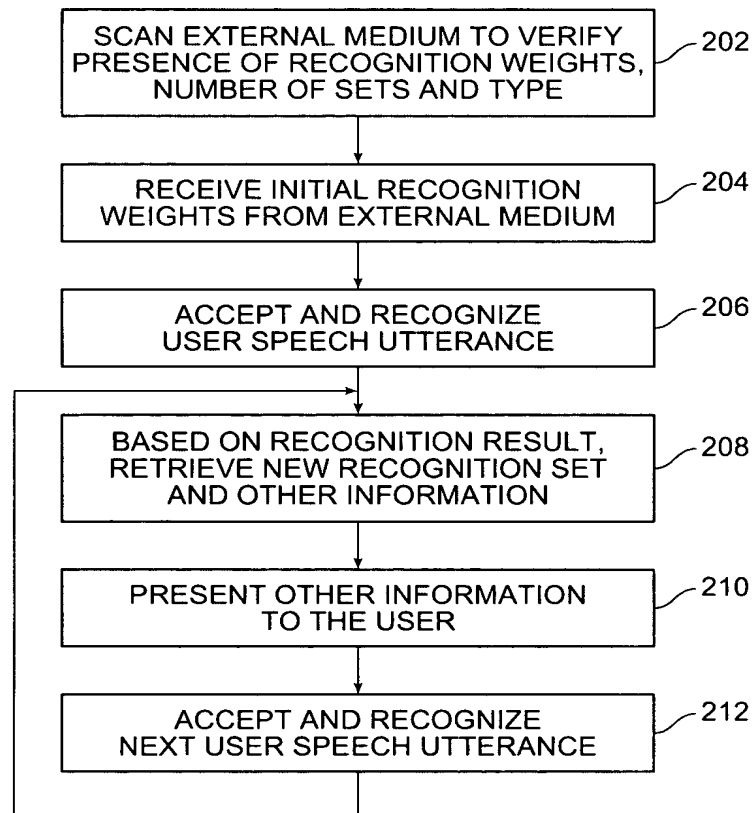 SCAN EXTERNAL MEDIUM TO VERIFY
PRESENCE OF RECOGNITION WEIGHTS,
NUMBER OF SETS AND TYPE
202
RECEIVE INITIAL RECOGNITION
WEIGHTS FROM EXTERNAL MEDIUM
204
ACCEPT AND RECOGNIZE
USER SPEECH UTTERANCE
206
BASED ON RECOGNITION RESULT,
RETRIEVE NEW RECOGNITION SET
AND OTHER INFORMATION
208
PRESENT OTHER INFORMATION
TO THE USER
210
ACCEPT AND RECOGNIZE
NEXT USER SPEECH UTTERANCE
212